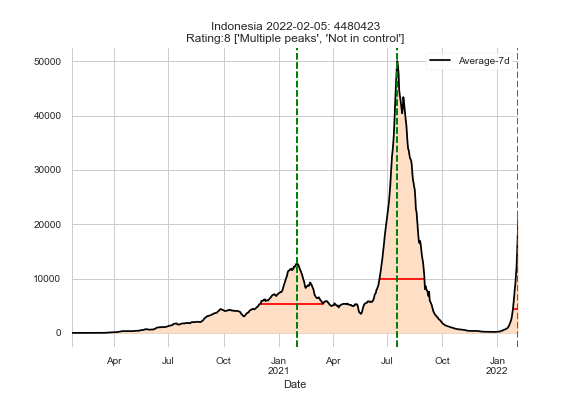 Indonesia 2022-02-05: 4480423
Rating:8 ['Multiple peaks', 'Not in control']
Average-7d
50000
40000
30000
20000
10000
0
Apr Jul Oct Jan Apr Jul Oct Jan
2021 2022
Date